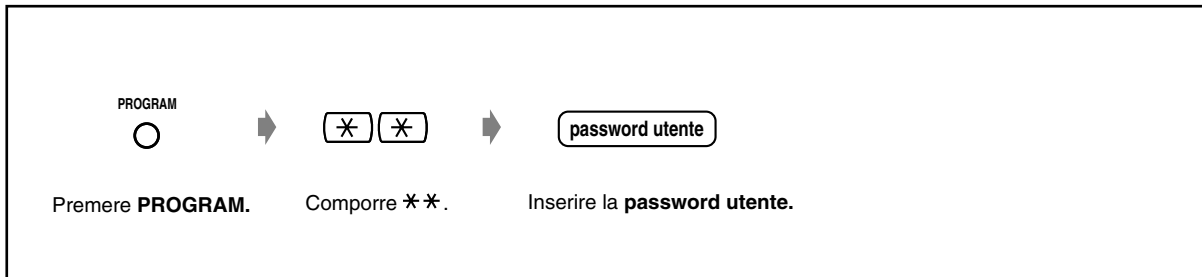 PROGRAM
✱ ✱
password utente
Premere PROGRAM.
Comporre ✱✱.
Inserire la password utente.